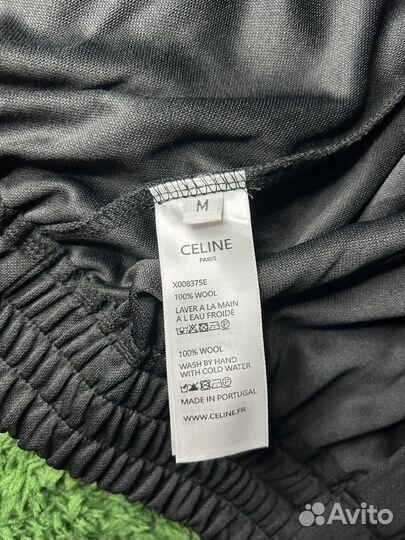 M
CELINE
PARIS
X008375E
100% WOOL
LAVER A LA MAIN
A L EAU FROIDE
100% WOOL
WASH BY HAND
WITH COLD WATER
MADE IN PORTUGAL
WWW.CELINE.FR
Avito